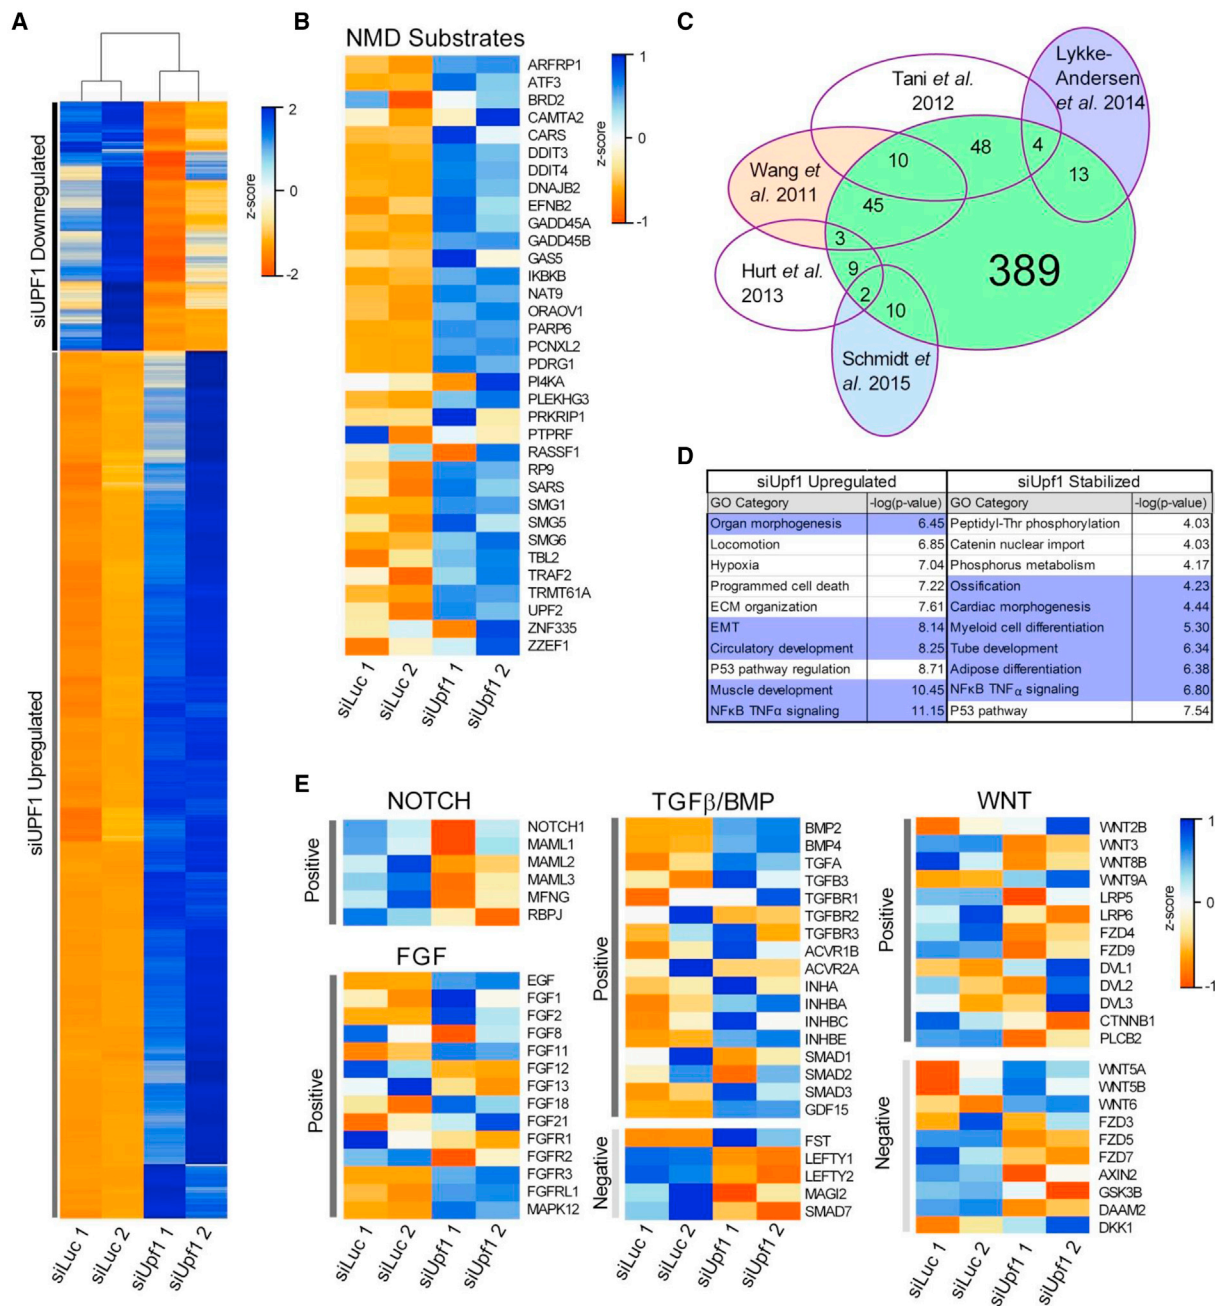 A
2
0
-2
z-score
siUPF1 Downregulated
siUPF1 Upregulated
siLuc 1
siLuc 2
siUpf1 1
siUpf1 2
B
NMD Substrates
1
0
-1
z-score
ARFRP1
ATF3
BRD2
CAMTA2
CARS
DDIT3
DDIT4
DNAJB2
EFNB2
GADD45A
GADD45B
GAS5
IKBKB
NAT9
ORAOV1
PARP6
PCNXL2
PDRG1
PI4KA
PLEKHG3
PRKRIP1
PTPRF
RASSF1
RP9
SARS
SMG1
SMG5
SMG6
TBL2
TRAF2
TRMT61A
UPF2
ZNF335
ZZEF1
siLuc 1
siLuc 2
siUpf1 1
siUpf1 2
C
Tani et al.
2012
Lykke-
Andersen
et al. 2014
Wang et
al. 2011
Hurt et al.
2013
Schmidt et
al. 2015
10
48
4
13
45
3
9
2
10
389
D
siUpf1 Upregulated siUpf1 Stabilized
GO Category -log(p-value) GO Category -log(p-value)
Organ morphogenesis 6.45 Peptidyl-Thr phosphorylation 4.03
Locomotion 6.85 Catenin nuclear import 4.03
Hypoxia 7.04 Phosphorus metabolism 4.17
Programmed cell death 7.22 Ossification 4.23
ECM organization 7.61 Cardiac morphogenesis 4.44
EMT 8.14 Myeloid cell differentiation 5.30
Circulatory development 8.25 Tube development 6.34
P53 pathway regulation 8.71 Adipose differentiation 6.38
Muscle development 10.45 NFκB TNFα signaling 6.80
NFκB TNFα signaling 11.15 P53 pathway 7.54
E
NOTCH
Positive
NOTCH1
MAML1
MAML2
MAML3
MFNG
RBPJ
FGF
Positive
EGF
FGF1
FGF2
FGF8
FGF11
FGF12
FGF13
FGF18
FGF21
FGFR1
FGFR2
FGFR3
FGFRL1
MAPK12
siLuc 1
siLuc 2
siUpf1 1
siUpf1 2
TGFβ/BMP
Positive
BMP2
BMP4
TGFA
TGFB3
TGFBR1
TGFBR2
TGFBR3
ACVR1B
ACVR2A
INHA
INHBA
INHBC
INHBE
SMAD1
SMAD2
SMAD3
GDF15
Negative
FST
LEFTY1
LEFTY2
MAGI2
SMAD7
siLuc 1
siLuc 2
siUpf1 1
siUpf1 2
WNT
Positive
WNT2B
WNT3
WNT8B
WNT9A
LRP5
LRP6
FZD4
FZD9
DVL1
DVL2
DVL3
CTNNB1
PLCB2
Negative
WNT5A
WNT5B
WNT6
FZD3
FZD5
FZD7
AXIN2
GSK3B
DAAM2
DKK1
siLuc 1
siLuc 2
siUpf1 1
siUpf1 2
1
0
-1
z-score